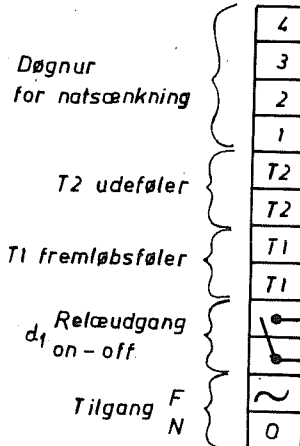 4
3
2
1
Døgnur
for natsænkning
T2
T2
T2 udeføler
T1
T1
T1 fremløbsføler
d1 Relæudgang
on - off
Tilgang F
N
~
0